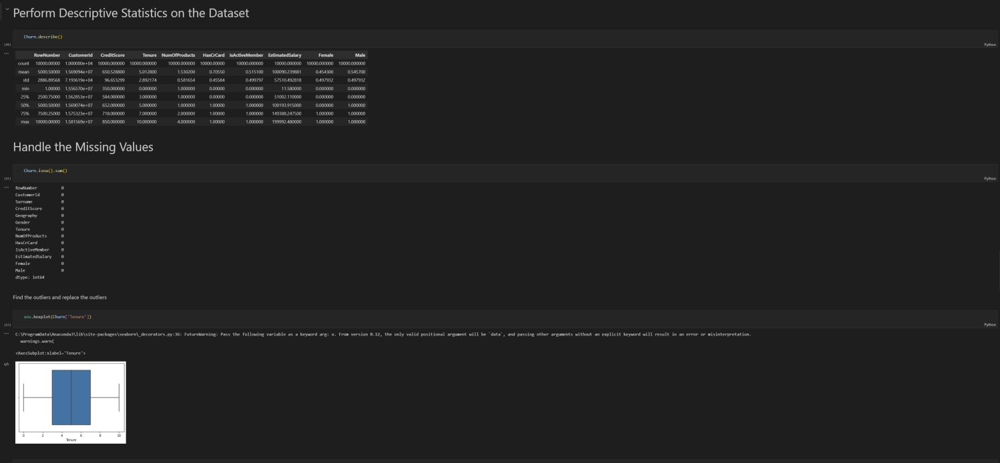 Perform Descriptive Statistics on the Dataset
Churn.describe()
[60]
Python
RowNumber CustomerId CreditScore Tenure NumOfProducts HasCrCard IsActiveMember EstimatedSalary Female Male
count 10000.00000 1.000000e+04 10000.000000 10000.000000 10000.000000 10000.00000 10000.000000 10000.000000 10000.000000 10000.000000
mean 5000.50000 1.569094e+07 650.528800 5.012800 1.530200 0.70550 0.515100 100090.239881 0.454300 0.545700
std 2886.89568 7.193619e+04 96.653299 2.892174 0.581654 0.45584 0.499797 57510.492818 0.497932 0.497932
min 1.00000 1.556570e+07 350.000000 0.000000 1.000000 0.00000 0.000000 11.580000 0.000000 0.000000
25% 2500.75000 1.562853e+07 584.000000 3.000000 1.000000 0.00000 0.000000 51002.110000 0.000000 0.000000
50% 5000.50000 1.569074e+07 652.000000 5.000000 1.000000 1.00000 1.000000 100193.915000 0.000000 1.000000
75% 7500.25000 1.575323e+07 718.000000 7.000000 2.000000 1.00000 1.000000 149388.247500 1.000000 1.000000
max 10000.00000 1.581569e+07 850.000000 10.000000 4.000000 1.00000 1.000000 199992.480000 1.000000 1.000000
Handle the Missing Values
Churn.isna().sum()
[61]
Python
RowNumber 0
CustomerId 0
Surname 0
CreditScore 0
Geography 0
Gender 0
Tenure 0
NumOfProducts 0
HasCrCard 0
IsActiveMember 0
EstimatedSalary 0
Female 0
Male 0
dtype: int64
Find the outliers and replace the outliers
sns.boxplot(Churn['Tenure'])
[63]
Python
C:\ProgramData\Anaconda3\lib\site-packages\seaborn\_decorators.py:36: FutureWarning: Pass the following variable as a keyword arg: x. From version 0.12, the only valid positional argument will be `data`, and passing other arguments without an explicit keyword will result in an error or misinterpretation.
warnings.warn(
<AxesSubplot:xlabel='Tenure'>
</>
0 2 4 6 8 10
Tenure